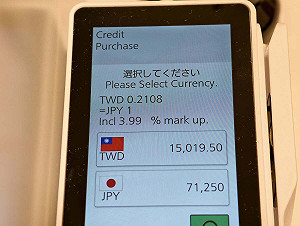 Credit
Purchase
選択してください
Please Select Currency.
TWD 0.2108
=JPY 1
Incl 3.99 % mark up.
TWD 15,019.50
JPY 71,250